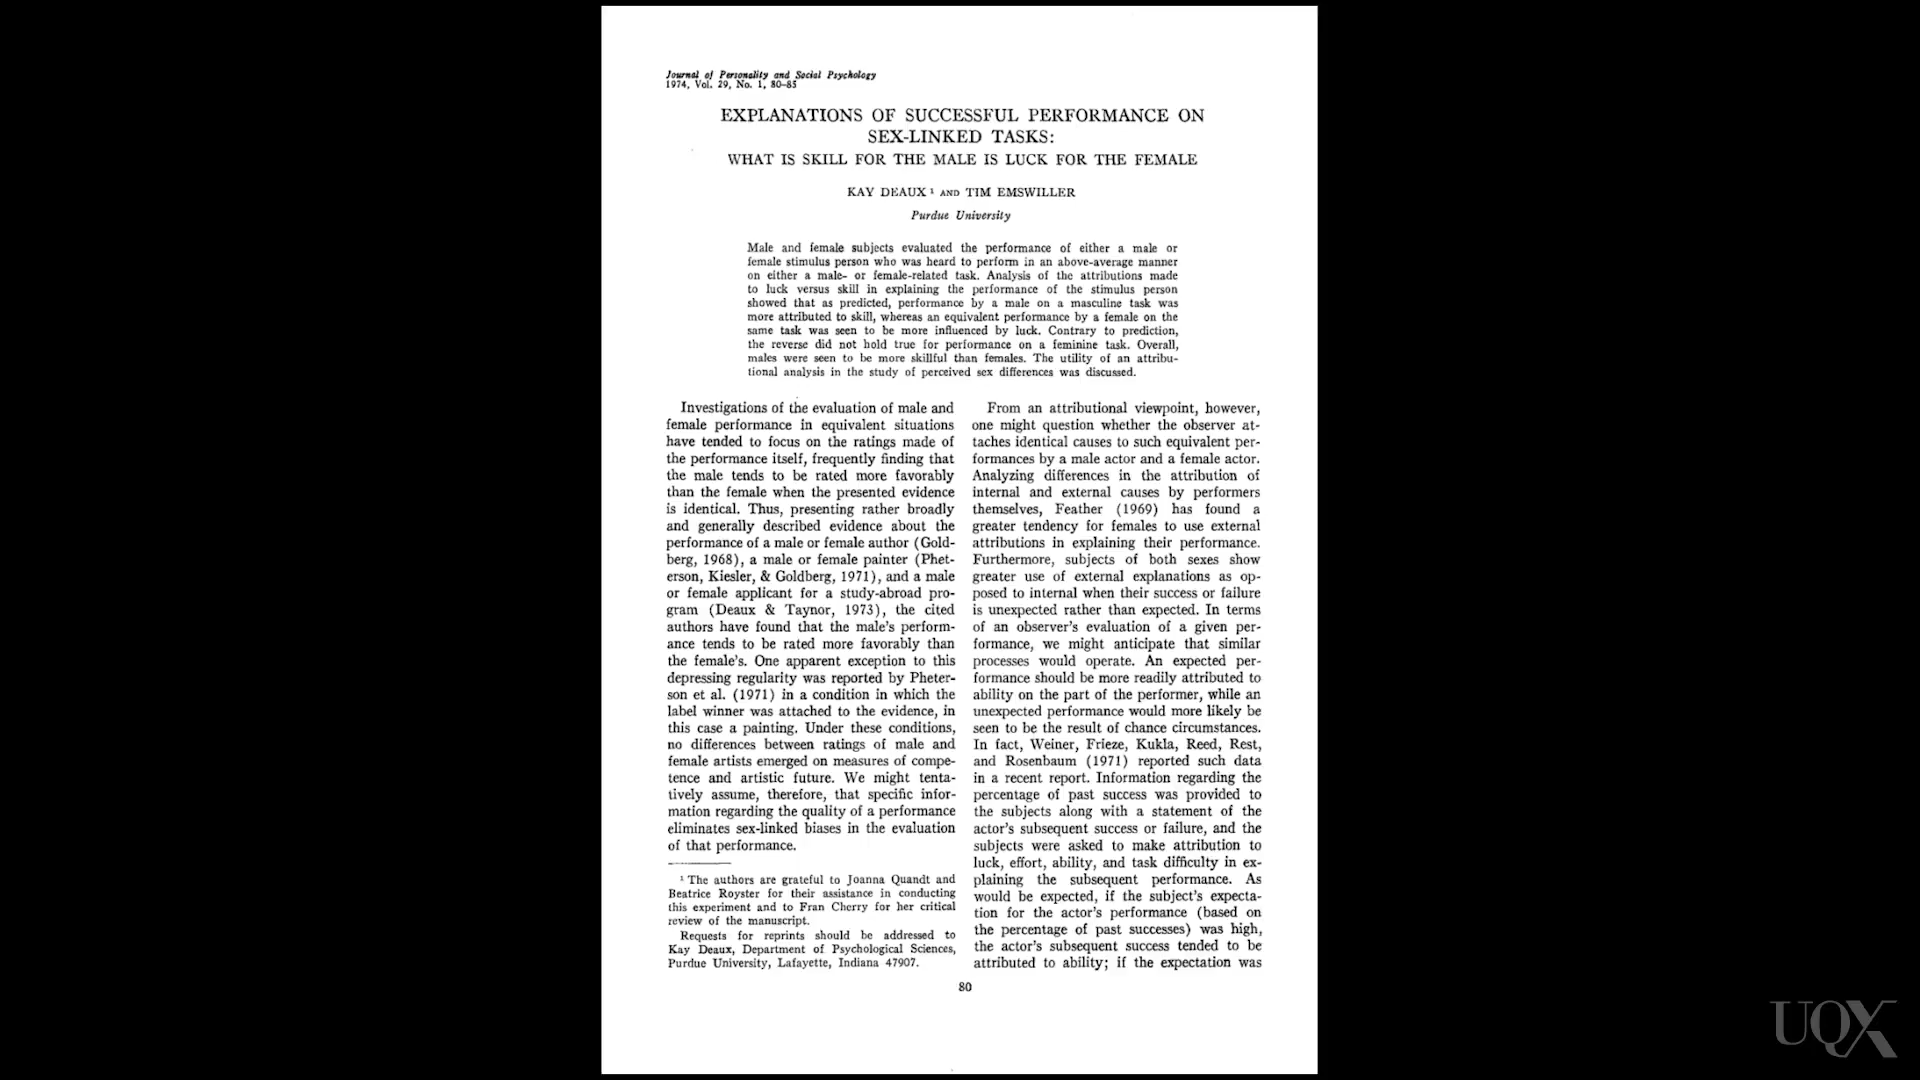 Journal of Personality and Social Psychology
1974, Vol. 29, No. 1, 80–85
EXPLANATIONS OF SUCCESSFUL PERFORMANCE ON
SEX-LINKED TASKS:
WHAT IS SKILL FOR THE MALE IS LUCK FOR THE FEMALE
KAY DEAUX ¹ AND TIM EMSWILLER
Purdue University
Male and female subjects evaluated the performance of either a male or
female stimulus person who was heard to perform in an above-average manner
on either a male- or female-related task. Analysis of the attributions made
to luck versus skill in explaining the performance of the stimulus person
showed that as predicted, performance by a male on a masculine task was
more attributed to skill, whereas an equivalent performance by a female on the
same task was seen to be more influenced by luck. Contrary to prediction,
the reverse did not hold true for performance on a feminine task. Overall,
males were seen to be more skillful than females. The utility of an attribu-
tional analysis in the study of perceived sex differences was discussed.
Investigations of the evaluation of male and
female performance in equivalent situations
have tended to focus on the ratings made of
the performance itself, frequently finding that
the male tends to be rated more favorably
than the female when the presented evidence
is identical. Thus, presenting rather broadly
and generally described evidence about the
performance of a male or female author (Gold-
berg, 1968), a male or female painter (Phet-
erson, Kiesler, & Goldberg, 1971), and a male
or female applicant for a study-abroad pro-
gram (Deaux & Taynor, 1973), the cited
authors have found that the male's perform-
ance tends to be rated more favorably than
the female's. One apparent exception to this
depressing regularity was reported by Pheter-
son et al. (1971) in a condition in which the
label winner was attached to the evidence, in
this case a painting. Under these conditions,
no differences between ratings of male and
female artists emerged on measures of compe-
tence and artistic future. We might tenta-
tively assume, therefore, that specific infor-
mation regarding the quality of a performance
eliminates sex-linked biases in the evaluation
of that performance.
¹ The authors are grateful to Joanna Quandt and
Beatrice Royster for their assistance in conducting
this experiment and to Fran Cherry for her critical
review of the manuscript.
Requests for reprints should be addressed to
Kay Deaux, Department of Psychological Sciences,
Purdue University, Lafayette, Indiana 47907.
From an attributional viewpoint, however,
one might question whether the observer at-
taches identical causes to such equivalent per-
formances by a male actor and a female actor.
Analyzing differences in the attribution of
internal and external causes by performers
themselves, Feather (1969) has found a
greater tendency for females to use external
attributions in explaining their performance.
Furthermore, subjects of both sexes show
greater use of external explanations as op-
posed to internal when their success or failure
is unexpected rather than expected. In terms
of an observer's evaluation of a given per-
formance, we might anticipate that similar
processes would operate. An expected per-
formance should be more readily attributed to
ability on the part of the performer, while an
unexpected performance would more likely be
seen to be the result of chance circumstances.
In fact, Weiner, Frieze, Kukla, Reed, Rest,
and Rosenbaum (1971) reported such data
in a recent report. Information regarding the
percentage of past success was provided to
the subjects along with a statement of the
actor's subsequent success or failure, and the
subjects were asked to make attribution to
luck, effort, ability, and task difficulty in ex-
plaining the subsequent performance. As
would be expected, if the subject's expecta-
tion for the actor's performance (based on
the percentage of past successes) was high,
the actor's subsequent success tended to be
attributed to ability; if the expectation was
80
UQX